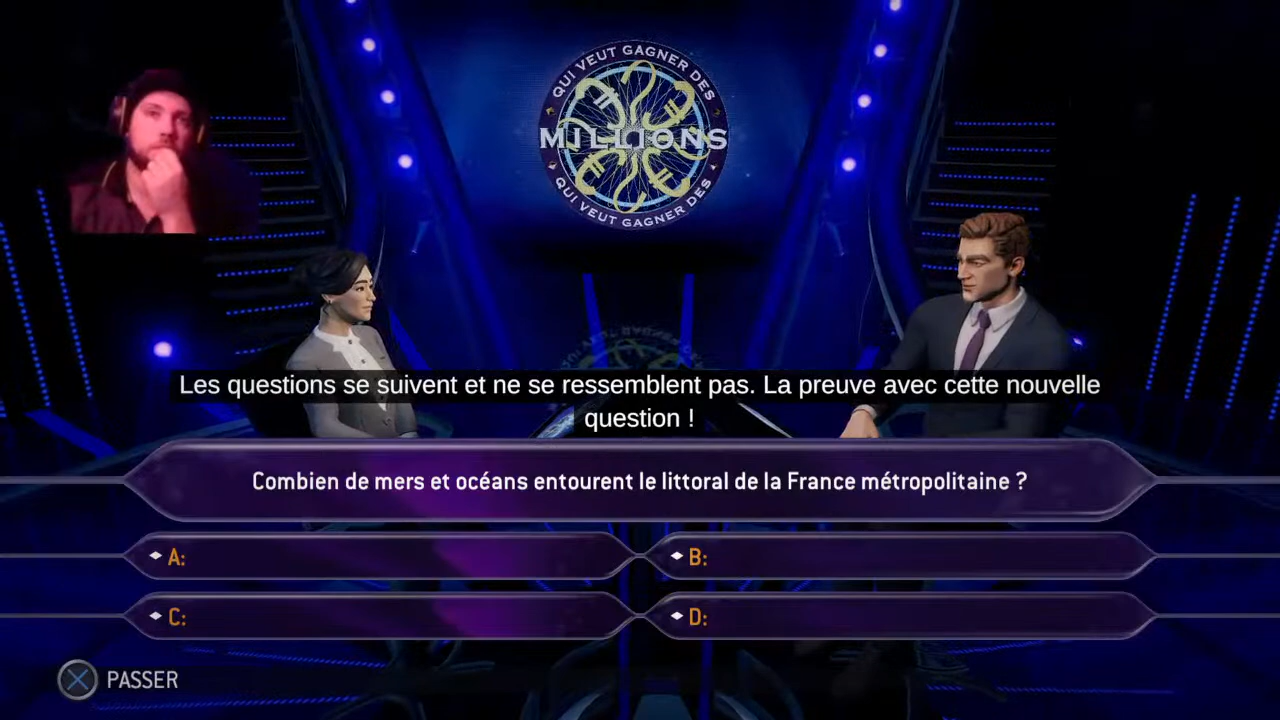 QUI VEUT GAGNER DES
MILLIONS
QUI VEUT GAGNER DES
Les questions se suivent et ne se ressemblent pas. La preuve avec cette nouvelle
question !
Combien de mers et océans entourent le littoral de la France métropolitaine ?
A:
B:
C:
D:
PASSER